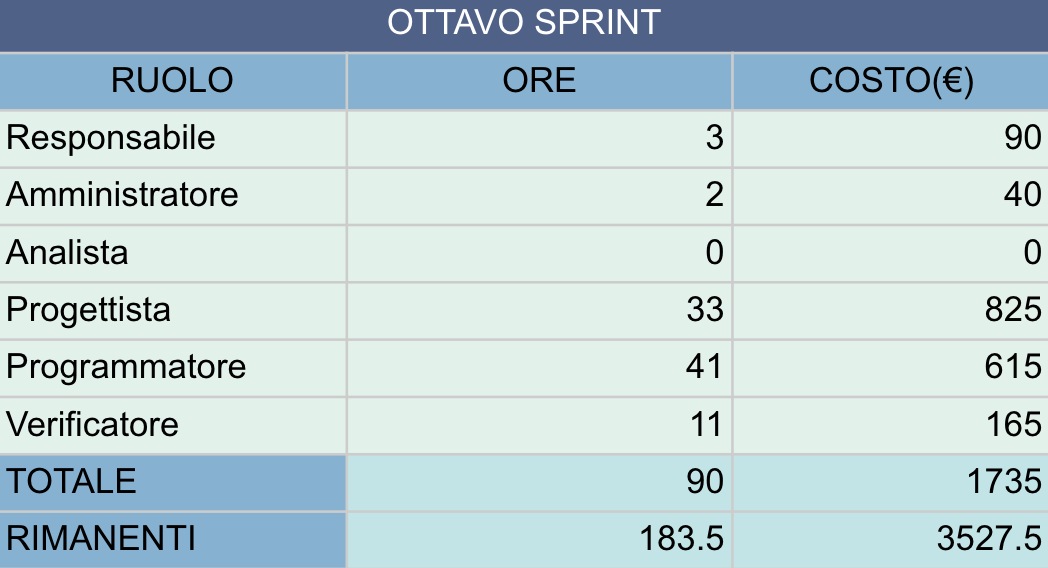 OTTAVO SPRINT
RUOLO ORE COSTO(€)
Responsabile 3 90
Amministratore 2 40
Analista 0 0
Progettista 33 825
Programmatore 41 615
Verificatore 11 165
TOTALE 90 1735
RIMANENTI 183.5 3527.5